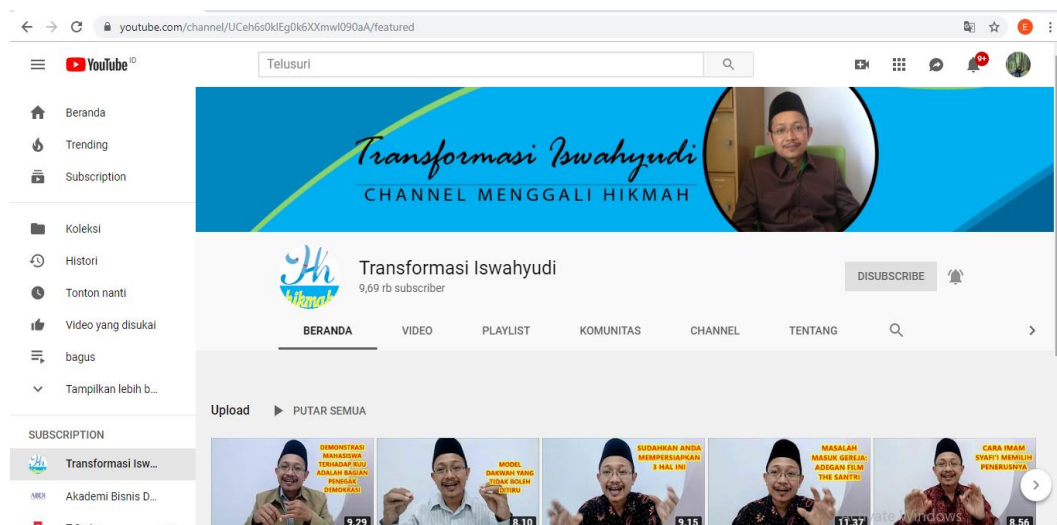 youtube.com/channel/UCeh6s0klEg0k6XXmwl090aA/featured
E
YouTube ID
Telusuri
9+
Beranda
Trending
Subscription
Koleksi
Histori
Tonton nanti
Video yang disukai
bagus
Tampilkan lebih b...
SUBSCRIPTION
Transformasi Isw...
Akademi Bisnis D...
Transformasi Iswahyudi
CHANNEL MENGGALI HIKMAH
Hh
hikmah
Transformasi Iswahyudi
9,69 rb subscriber
DISUBSCRIBE
BERANDA VIDEO PLAYLIST KOMUNITAS CHANNEL TENTANG
Upload PUTAR SEMUA
DEMONSTRASI
MAHASISWA
TERHADAP RUU
ADALAH BAGIAN
PENEGAK
DEMOKRASI
9.29
MODEL
DAKWAH YANG
TIDAK BOLEH
DITIRU
8.10
SUDAHKAN ANDA
MEMPERSIAPKAN
3 HAL INI
9.15
MASALAH
MASUK GEREJA:
ADEGAN FILM
THE SANTRI
11.37
CARA IMAM
SYAFI'I MEMILIH
PENERUSNYA
8.56
Activate Windows